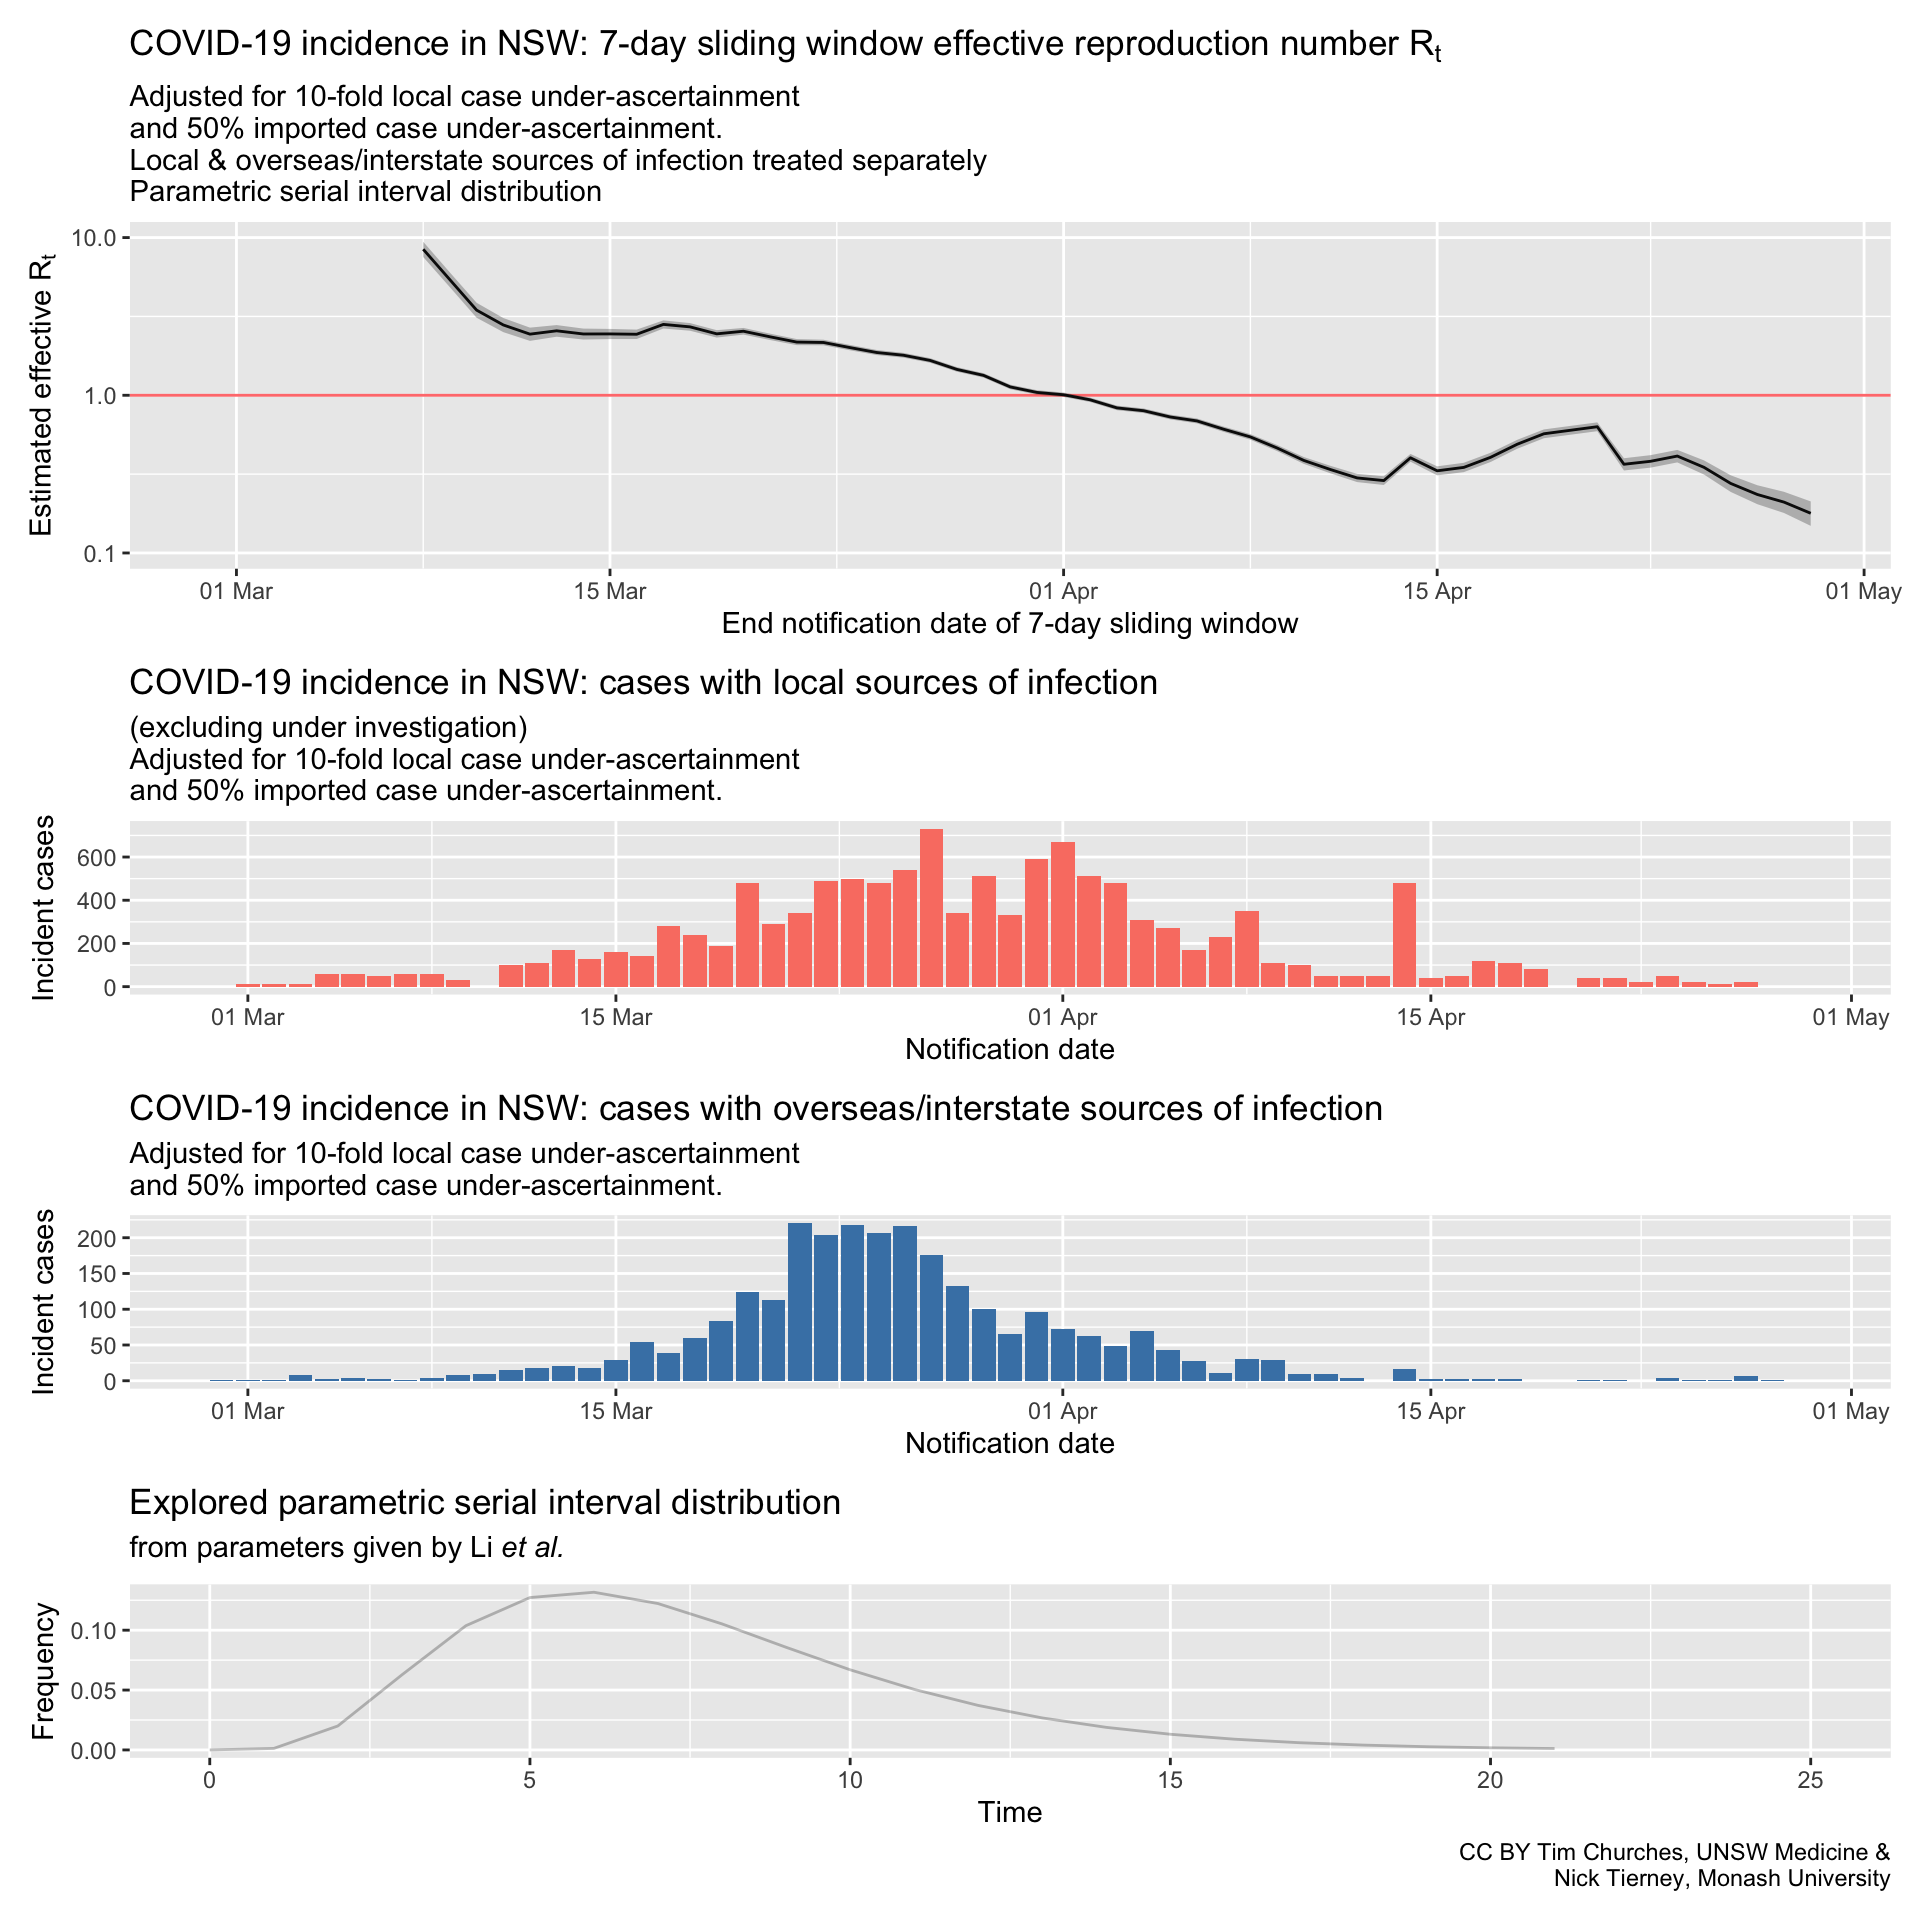 COVID-19 incidence in NSW: 7-day sliding window effective reproduction number Rt
Adjusted for 10-fold local case under-ascertainment
and 50% imported case under-ascertainment.
Local & overseas/interstate sources of infection treated separately
Parametric serial interval distribution
Estimated effective Rt
10.0
1.0
0.1
01 Mar
15 Mar
01 Apr
15 Apr
01 May
End notification date of 7-day sliding window
COVID-19 incidence in NSW: cases with local sources of infection
(excluding under investigation)
Adjusted for 10-fold local case under-ascertainment
and 50% imported case under-ascertainment.
Incident cases
600
400
200
0
01 Mar
15 Mar
01 Apr
15 Apr
01 May
Notification date
COVID-19 incidence in NSW: cases with overseas/interstate sources of infection
Adjusted for 10-fold local case under-ascertainment
and 50% imported case under-ascertainment.
Incident cases
200
150
100
50
0
01 Mar
15 Mar
01 Apr
15 Apr
01 May
Notification date
Explored parametric serial interval distribution
from parameters given by Li et al.
Frequency
0.10
0.05
0.00
0
5
10
15
20
25
Time
CC BY Tim Churches, UNSW Medicine &
Nick Tierney, Monash University